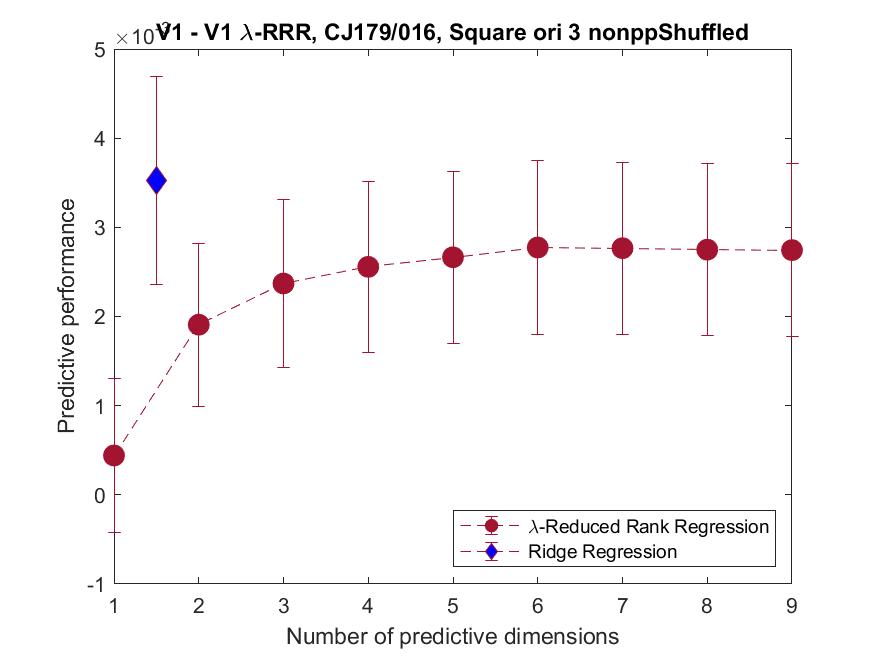 ×10⁻³
V1 - V1 λ-RRR, CJ179/016, Square ori 3 nonppShuffled
5
4
3
2
1
0
-1
Predictive performance
λ-Reduced Rank Regression
Ridge Regression
1 2 3 4 5 6 7 8 9
Number of predictive dimensions